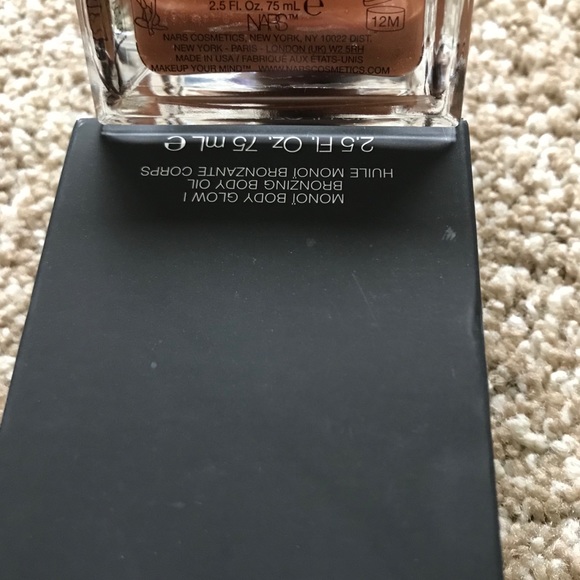 2.5 Fl. Oz. 75 mL ℮
NARS™
NARS COSMETICS, NEW YORK, NY 10022 DIST.
NEW YORK - PARIS - LONDON (UK) W2 5RH
MADE IN USA / FABRIQUÉ AUX ÉTATS-UNIS
MAKEUP YOUR MIND™ WWW.NARSCOSMETICS.COM
12M
MONOÏ BODY GLOW I
BRONZING BODY OIL
HUILE MONOÏ BRONZANTE CORPS
2.5 Fl. Oz. 75 mL ℮